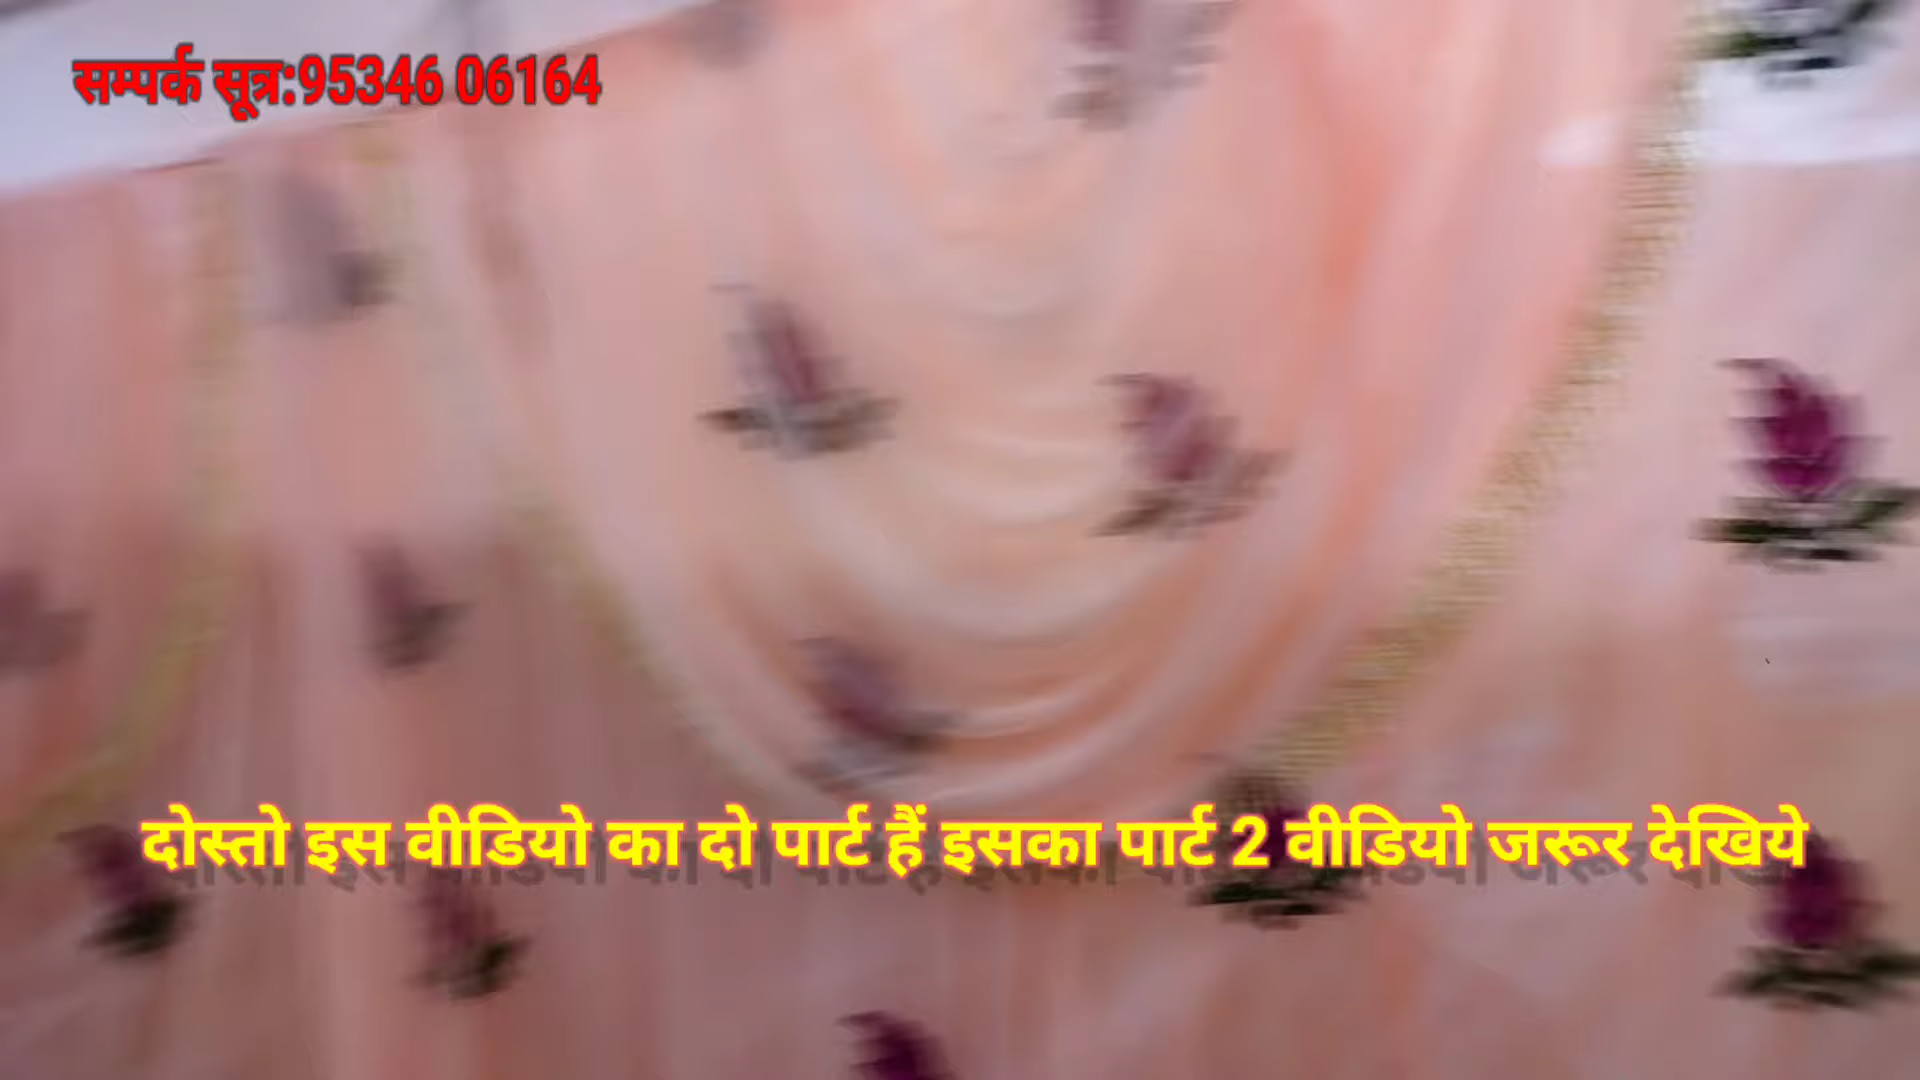 सम्पर्क सूत्र:95346 06164
दोस्तो इस वीडियो का दो पार्ट हैं इसका पार्ट 2 वीडियो जरूर देखिये